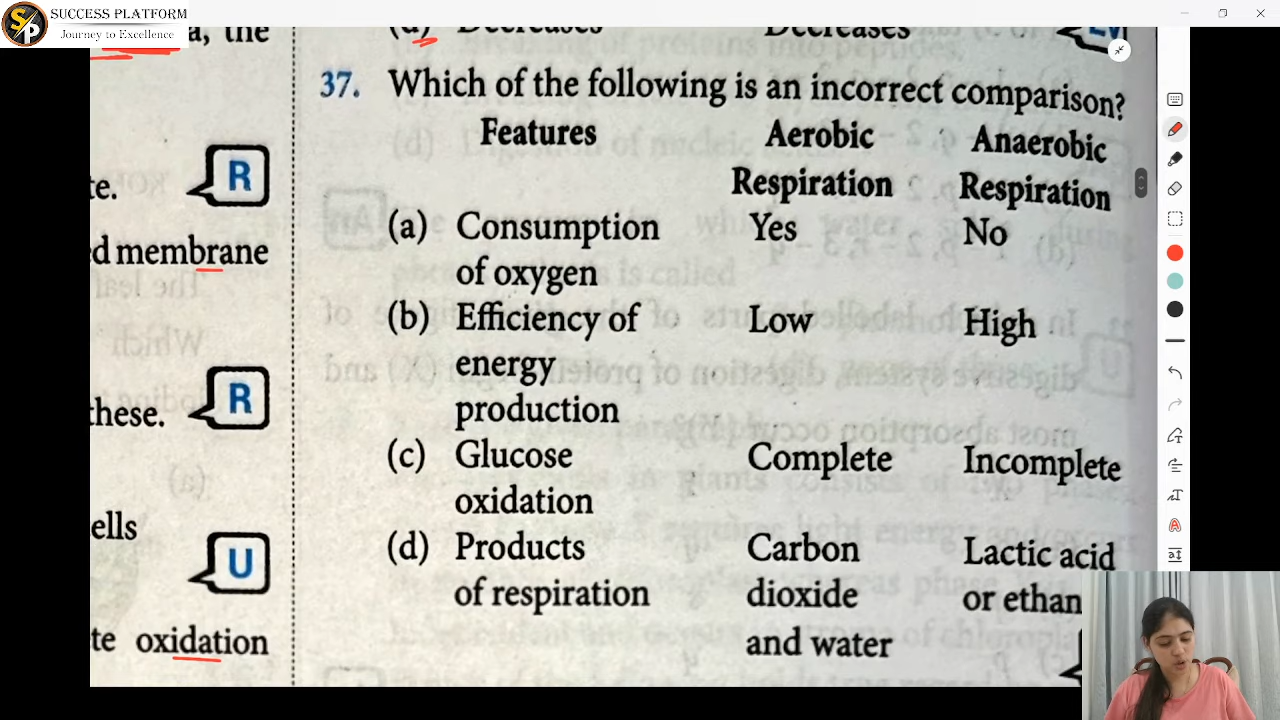 SUCCESS PLATFORM
Journey to Excellence
SP
a, the
(d) Decreases Decreases
37. Which of the following is an incorrect comparison?
Features Aerobic Anaerobic
Respiration Respiration
(a) Consumption Yes No
of oxygen
(b) Efficiency of Low High
energy
production
(c) Glucose Complete Incomplete
oxidation
(d) Products Carbon Lactic acid
of respiration dioxide or ethan
and water
R
te.
d membrane
R
these.
ells
U
te oxidation